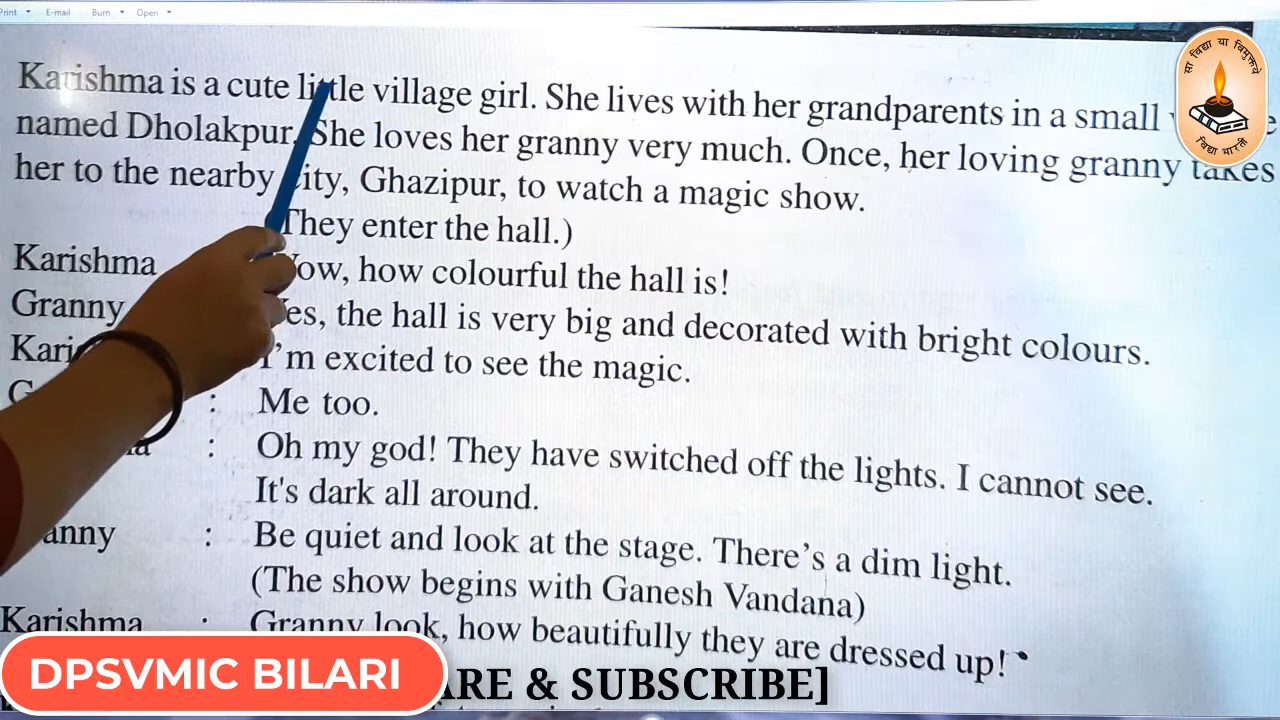 Print E-mail Burn Open
Karishma is a cute little village girl. She lives with her grandparents in a small
named Dholakpur. She loves her granny very much. Once, her loving granny takes
her to the nearby city, Ghazipur, to watch a magic show.
(They enter the hall.)
Karishma Wow, how colourful the hall is!
Granny Yes, the hall is very big and decorated with bright colours.
I'm excited to see the magic.
: Me too.
: Oh my god! They have switched off the lights. I cannot see.
It's dark all around.
Granny : Be quiet and look at the stage. There's a dim light.
(The show begins with Ganesh Vandana)
Karishma : Granny look, how beautifully they are dressed up!
DPSVMIC BILARI
& SUBSCRIBE]
सा विद्या या विमुक्तये
विद्या भारती